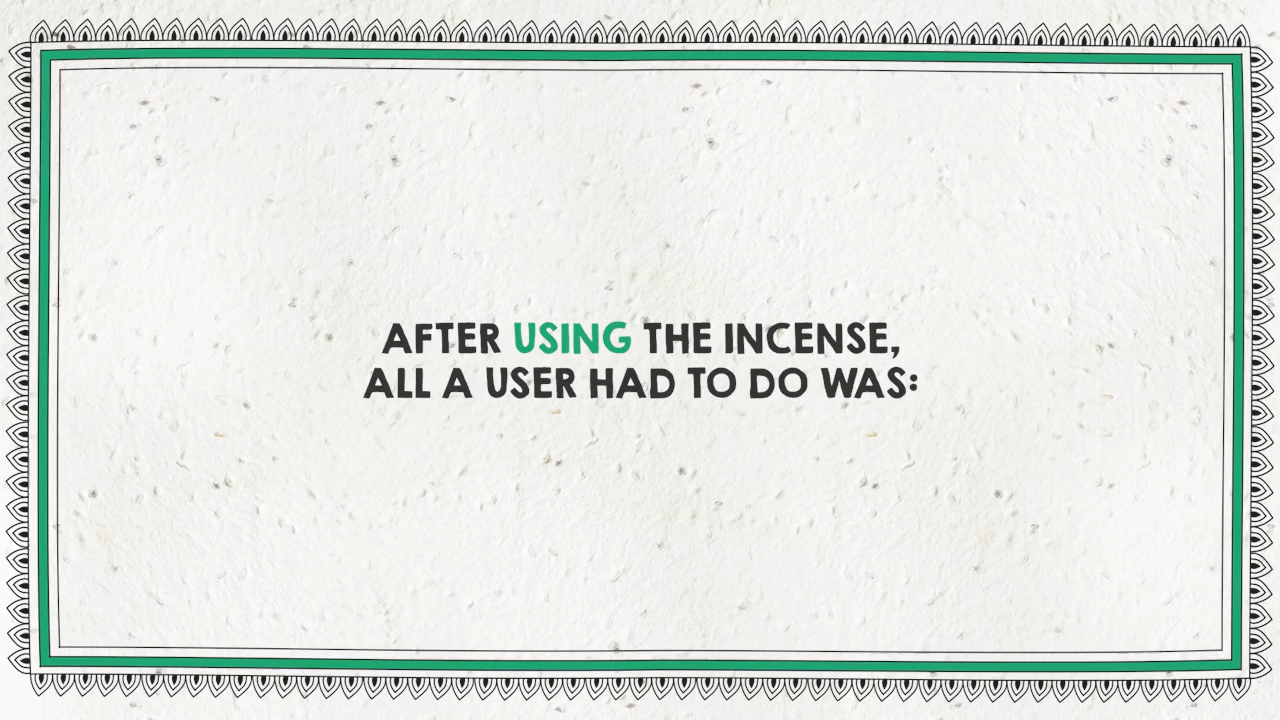 AFTER USING THE INCENSE,
ALL A USER HAD TO DO WAS: